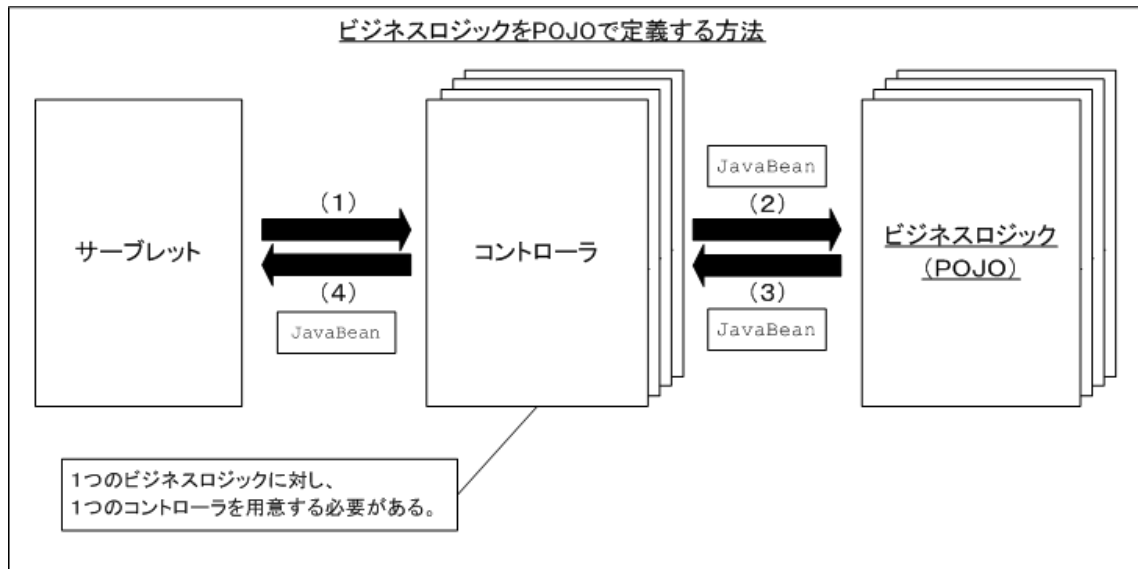 ビジネスロジックをPOJOで定義する方法
サーブレット
(1)
(4)
JavaBean
コントローラ
JavaBean
(2)
(3)
JavaBean
ビジネスロジック
(POJO)
1つのビジネスロジックに対し、
1つのコントローラを用意する必要がある。